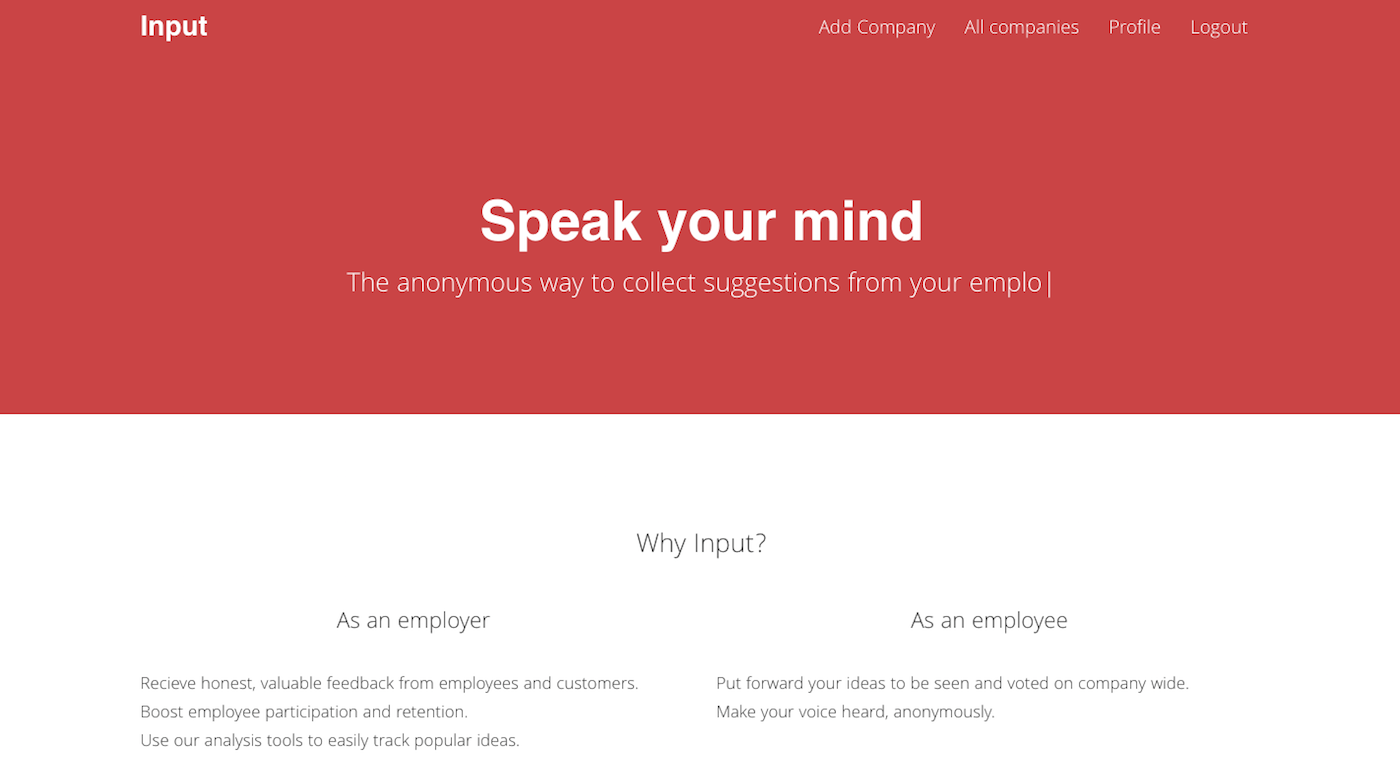 Input
Add Company All companies Profile Logout
Speak your mind
The anonymous way to collect suggestions from your emplo|
Why Input?
As an employer
Recieve honest, valuable feedback from employees and customers.
Boost employee participation and retention.
Use our analysis tools to easily track popular ideas.
As an employee
Put forward your ideas to be seen and voted on company wide.
Make your voice heard, anonymously.